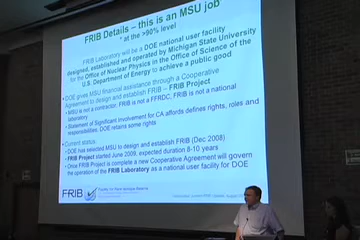 FRIB Details – this is an MSU job
* at the >90% level
FRIB Laboratory will be a DOE national user facility
designed, established and operated by Michigan State University
for the Office of Nuclear Physics in the Office of Science of the
U.S. Department of Energy to achieve a public good
• DOE gives MSU financial assistance through a Cooperative
Agreement to design and establish FRIB – FRIB Project
• MSU is not a contractor, FRIB is not a FFRDC, FRIB is not a national
laboratory
• Statement of Significant Involvement for CA affords defines rights, roles and
responsibilities. DOE retains some rights
• Current status:
• DOE has selected MSU to design and establish FRIB (Dec 2008)
• FRIB Project started June 2009, expected duration 8-10 years
• Once FRIB Project is complete a new Cooperative Agreement will govern
the operation of the FRIB Laboratory as a national user facility for DOE
FRIB
Facility for Rare Isotope Beams